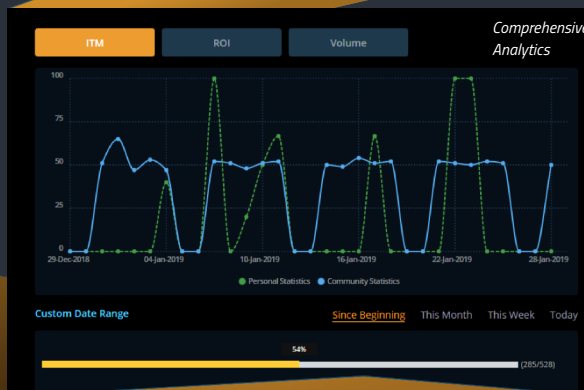 ITM
ROI
Volume
Comprehensive
Analytics
100
75
50
25
0
29-Dec-2018
04-Jan-2019
10-Jan-2019
16-Jan-2019
22-Jan-2019
28-Jan-2019
Personal Statistics
Community Statistics
Custom Date Range
Since Beginning
This Month
This Week
Today
54%
(285/528)